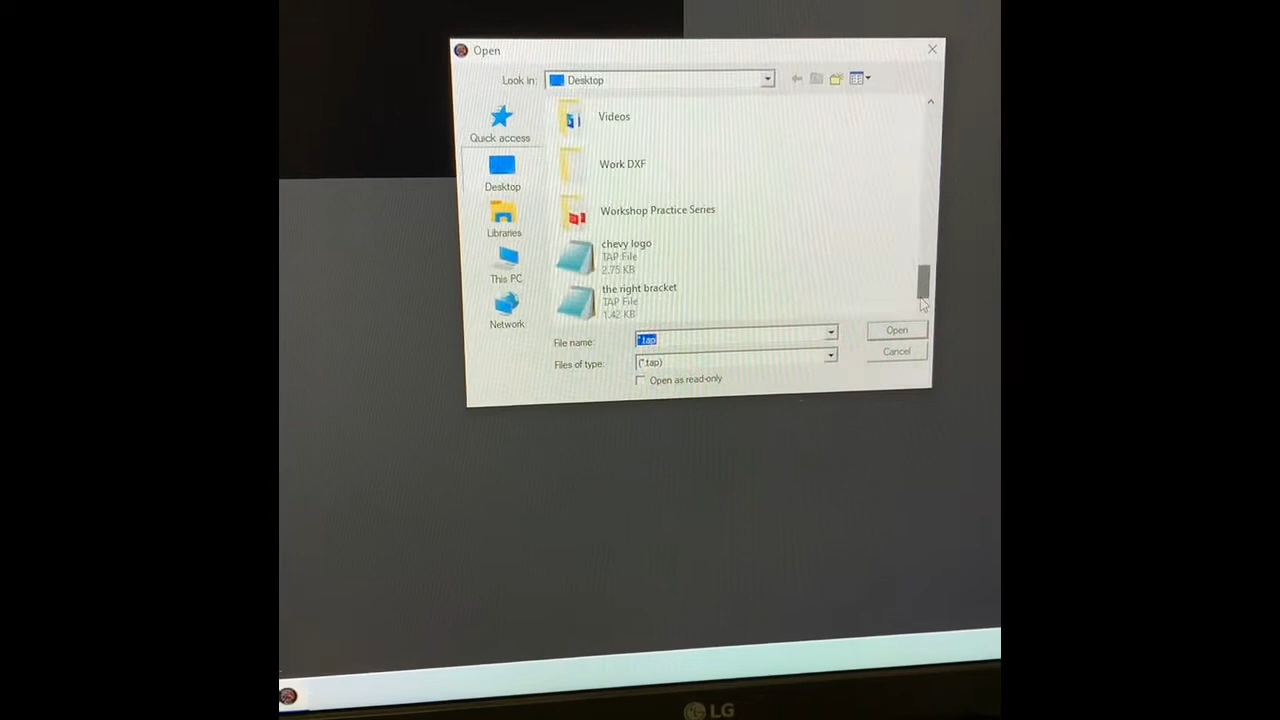 Open
Look in:
Desktop
Quick access
Desktop
Libraries
This PC
Network
Videos
Work DXF
Workshop Practice Series
chevy logo
TAP File
2.75 KB
the right bracket
TAP File
1.42 KB
File name:
*.tap
Files of type:
(*.tap)
Open as read-only
Open
Cancel
LG